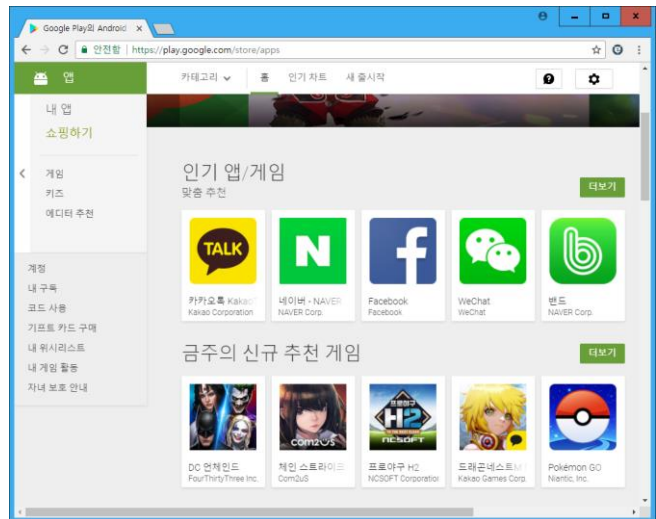 Google Play의 Android
안전함 | https://play.google.com/store/apps
앱
카테고리 홈 인기 차트 새 출시작
내 앱
쇼핑하기
게임
키즈
에디터 추천
계정
내 구독
코드 사용
기프트 카드 구매
내 위시리스트
내 게임 활동
자녀 보호 안내
인기 앱/게임
맞춤 추천
더보기
TALK
카카오톡 Kakao
Kakao Corporation
N
네이버 - NAVER
NAVER Corp.
Facebook
Facebook
WeChat
WeChat
밴드
NAVER Corp.
금주의 신규 추천 게임
더보기
DC 언체인드
FourThirtyThree Inc.
com2us
체인 스트라이크
Com2uS
프로야구
H2
NCSOFT
프로야구 H2
NCSOFT Corporation
드래곤네스트M
Kakao Games Corp.
Pokémon GO
Niantic, Inc.